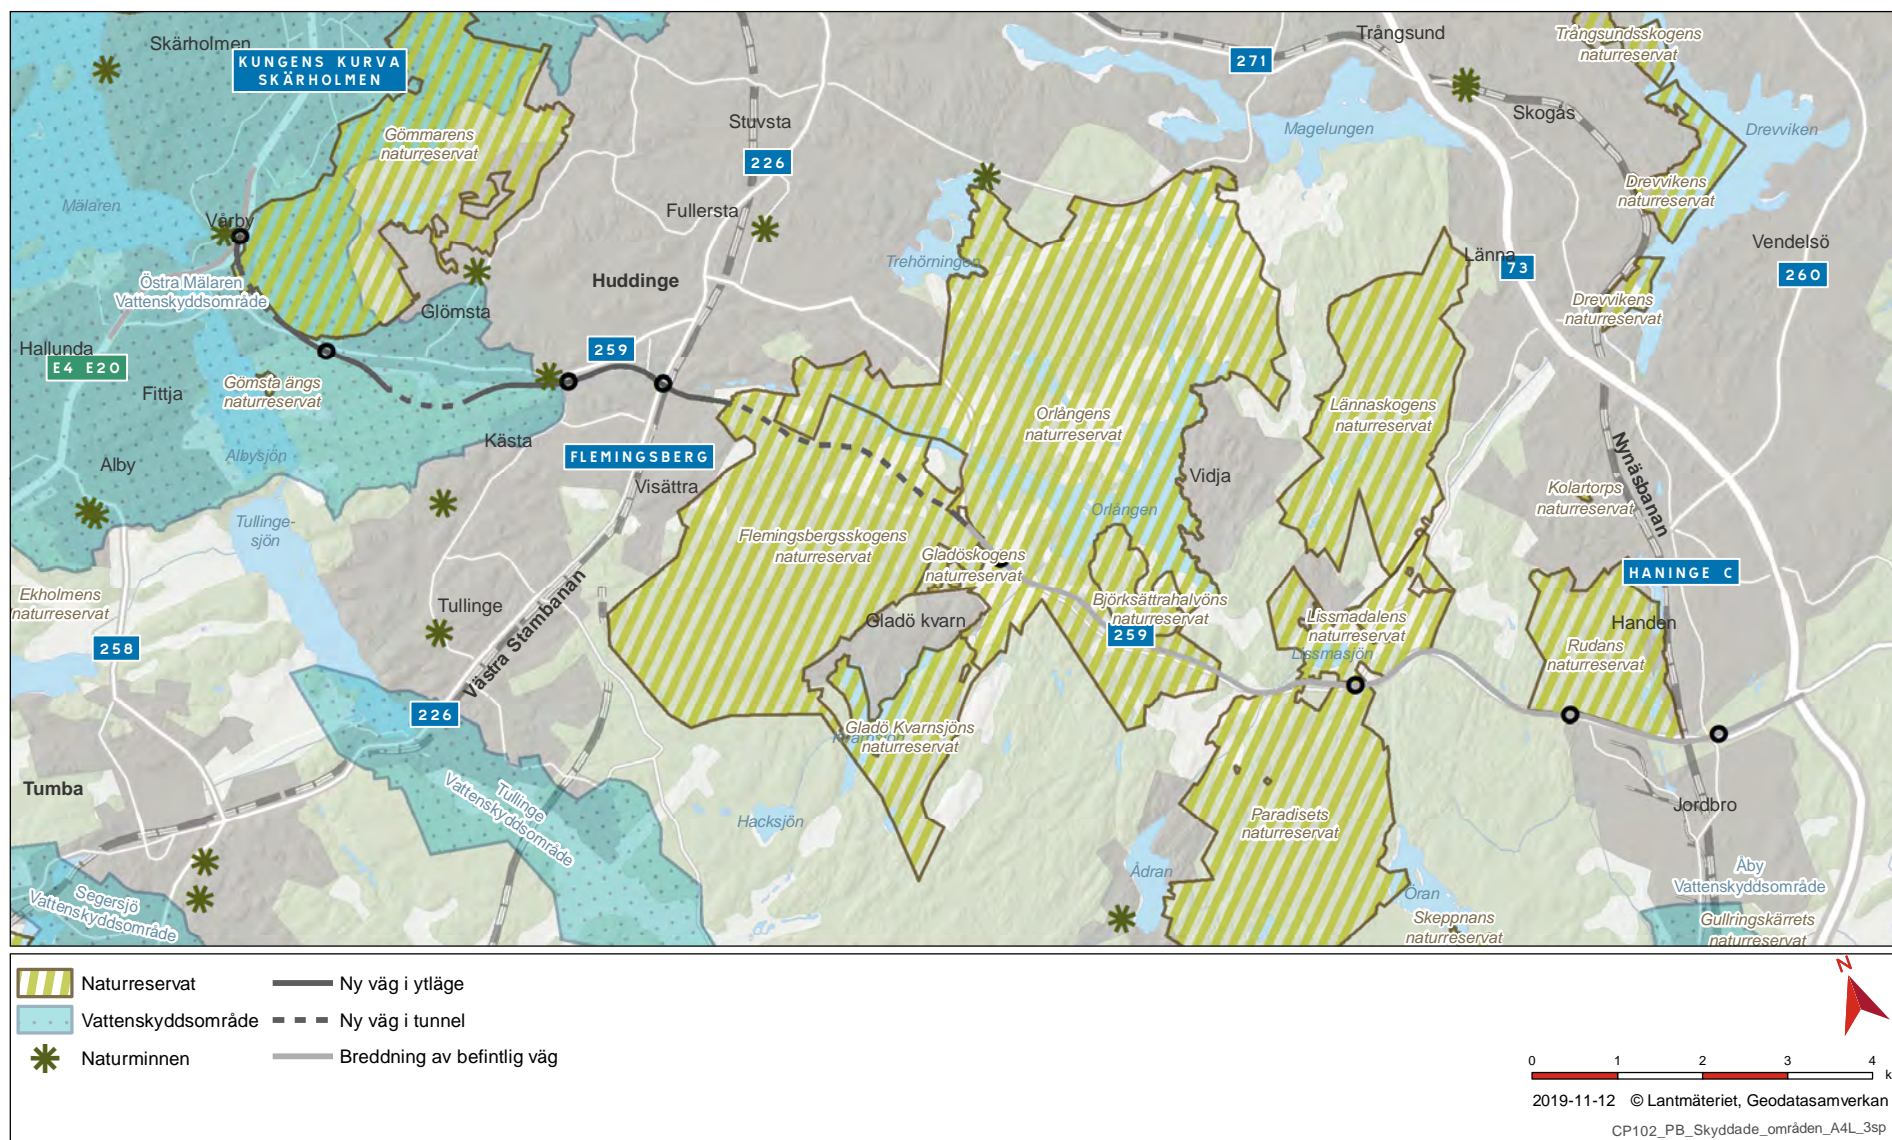 Skärholmen
KUNGENS KURVA
SKÄRHOLMEN
Gömmarens
naturreservat
Stuvsta
226
Fullersta
271
Trångsund
Trångsundsskogens
naturreservat
Skogås
Magelungen
Drevviken
Drevvikens
naturreservat
Mälaren
Vårby
Östra Mälaren
Vattenskyddsområde
Trehörningen
Huddinge
Glömsta
Länna
73
Vendelsö
260
Drevvikens
naturreservat
Hallunda
E4 E20
Fittja
Gömsta ängs
naturreservat
259
Kästa
FLEMINGSBERG
Visättra
Orlångens
naturreservat
Lännaskogens
naturreservat
Nynäsbanan
Alby
Albysjön
Vidja
Kolartorps
naturreservat
Tullinge-
sjön
Orlången
Flemingsbergsskogens
naturreservat
Gladöskogens
naturreservat
HANINGE C
Ekholmens
naturreservat
258
Tullinge
Västra Stambanan
Gladö kvarn
Björksättrahalvöns
naturreservat
259
Lissmadalens
naturreservat
Lissmasjön
Handen
Rudans
naturreservat
226
Kvarnsjön
Gladö Kvarnsjöns
naturreservat
Tumba
Tullinge
Vattenskyddsområde
Hacksjön
Paradisets
naturreservat
Jordbro
Ådran
Öran
Åby
Vattenskyddsområde
Segersjö
Vattenskyddsområde
Skeppnans
naturreservat
Gullringskärrets
naturreservat
Naturreservat
Ny väg i ytläge
Vattenskyddsområde
Ny väg i tunnel
Naturminnen
Breddning av befintlig väg
N
0 1 2 3 4
k
2019-11-12 © Lantmäteriet, Geodatasamverkan
CP102_PB_Skyddade_områden_A4L_3sp